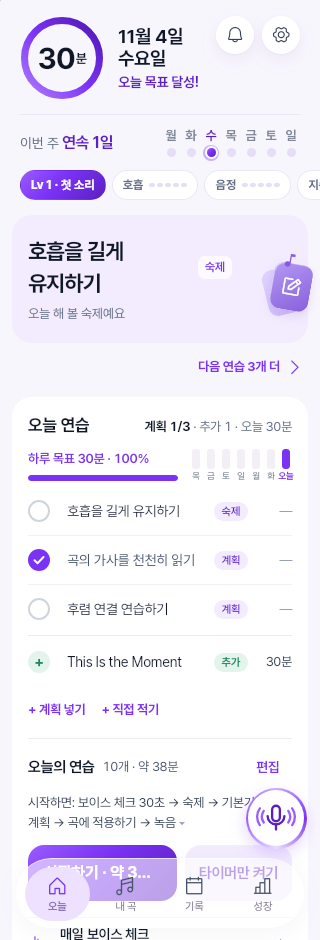 30분
11월 4일
수요일
오늘 목표 달성!
이번 주 연속 1일
월 화 수 목 금 토 일
Lv 1 · 첫 소리
호흡
음정
호흡을 길게
유지하기
숙제
오늘 해 볼 숙제예요
다음 연습 3개 더
오늘 연습
계획 1/3 · 추가 1 · 오늘 30분
하루 목표 30분 · 100%
목 금 토 일 월 화 오늘
호흡을 길게 유지하기 숙제 —
곡의 가사를 천천히 읽기 계획 —
후렴 연결 연습하기 계획 —
This Is the Moment 추가 30분
+ 계획 넣기 + 직접 적기
오늘의 연습 10개 · 약 38분 편집
시작하면: 보이스 체크 30초 → 숙제 → 기본기
계획 → 곡에 적용하기 → 녹음
· 약 3...
타이머만 켜기
오늘 내 곡 기록 성장
매일 보이스 체크